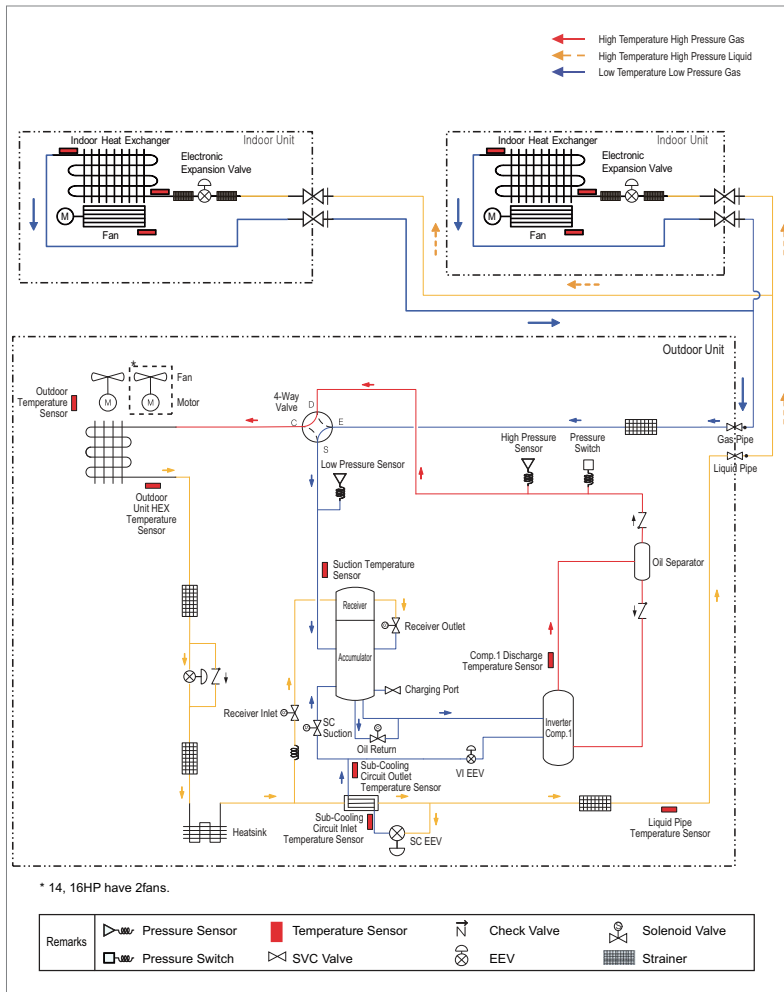 High Temperature High Pressure Gas
High Temperature High Pressure Liquid
Low Temperature Low Pressure Gas
Indoor Unit
Indoor Heat Exchanger
Electronic
Expansion Valve
M
Fan
Indoor Unit
Indoor Heat Exchanger
Electronic
Expansion Valve
M
Fan
Outdoor Unit
*
Fan
Motor
M
M
Outdoor
Temperature
Sensor
4-Way
Valve
D
C
E
S
High Pressure
Sensor
Pressure
Switch
Gas Pipe
Liquid Pipe
Low Pressure Sensor
Outdoor
Unit HEX
Temperature
Sensor
Suction Temperature
Sensor
Oil Separator
Receiver
Receiver Outlet
Accumulator
Comp.1 Discharge
Temperature Sensor
Charging Port
Receiver Inlet
SC
Suction
Oil Return
Inverter
Comp.1
VI EEV
Sub-Cooling
Circuit Outlet
Temperature Sensor
Heatsink
Sub-Cooling
Circuit Inlet
Temperature Sensor
SC EEV
Liquid Pipe
Temperature Sensor
* 14, 16HP have 2fans.
Remarks
Pressure Sensor
Temperature Sensor
Check Valve
Solenoid Valve
Pressure Switch
SVC Valve
EEV
Strainer